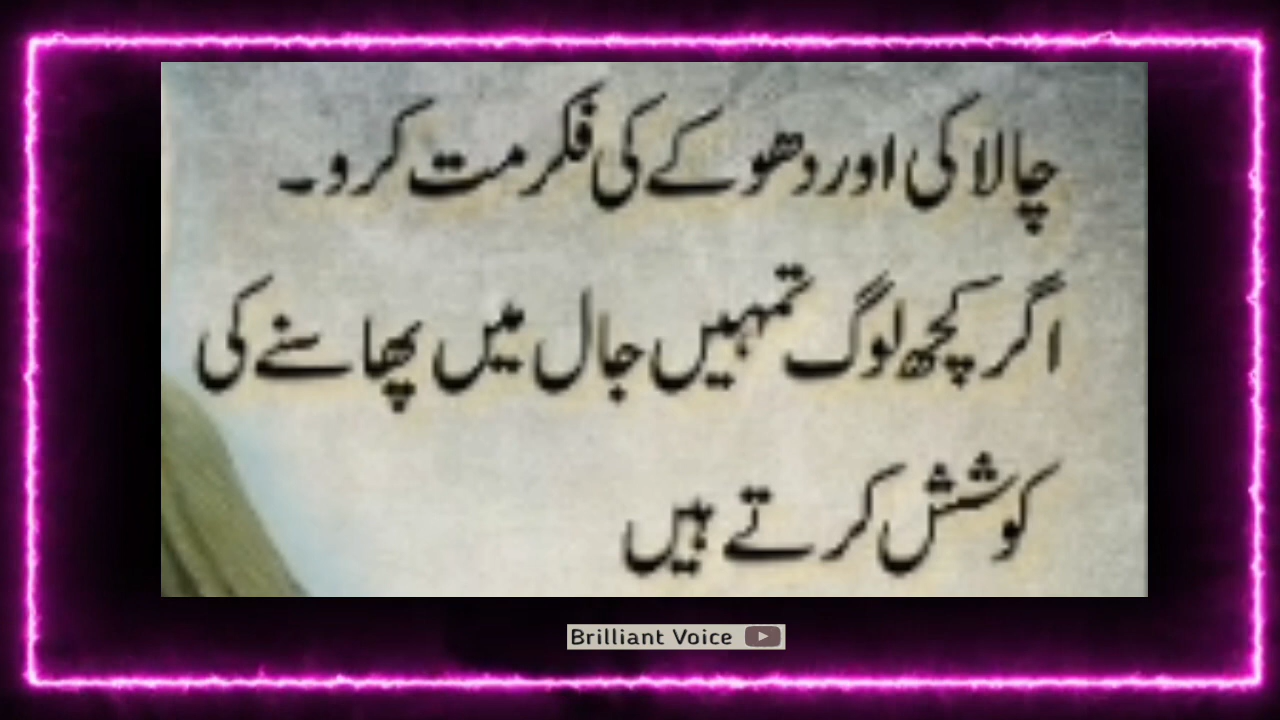 چالاکی اور دھوکے کی فکر مت کرو۔
اگر کچھ لوگ تمہیں جال میں پھانسنے کی
کوشش کرتے ہیں
Brilliant Voice